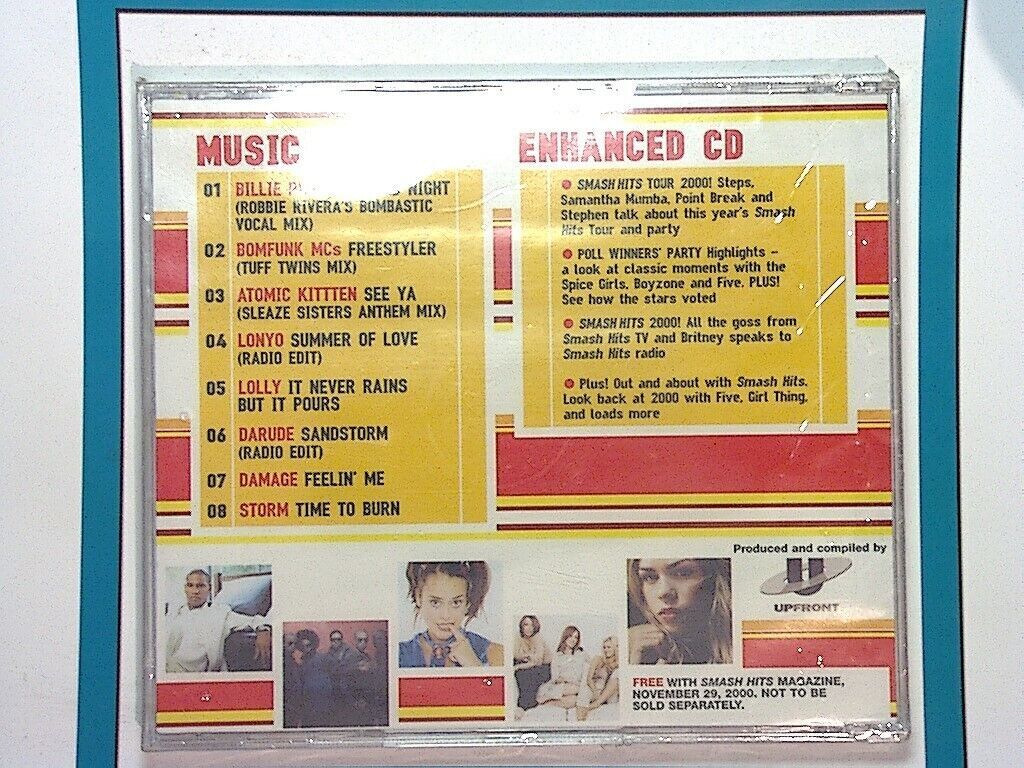 MUSIC
01 BILLIE NIGHT
(ROBBIE RIVERA'S BOMBASTIC
VOCAL MIX)
02 BOMFUNK MCs FREESTYLER
(TUFF TWINS MIX)
03 ATOMIC KITTTEN SEE YA
(SLEAZE SISTERS ANTHEM MIX)
04 LONYO SUMMER OF LOVE
(RADIO EDIT)
05 LOLLY IT NEVER RAINS
BUT IT POURS
06 DARUDE SANDSTORM
(RADIO EDIT)
07 DAMAGE FEELIN' ME
08 STORM TIME TO BURN
ENHANCED CD
SMASH HITS TOUR 2000! Steps,
Samantha Mumba, Point Break and
Stephen talk about this year's Smash
Hits Tour and party
POLL WINNERS' PARTY Highlights –
a look at classic moments with the
Spice Girls, Boyzone and Five, PLUS!
See how the stars voted
SMASH HITS 2000! All the goss from
Smash Hits TV and Britney speaks to
Smash Hits radio
Plus! Out and about with Smash Hits.
Look back at 2000 with Five, Girl Thing,
and loads more
Produced and compiled by
UPFRONT
FREE WITH SMASH HITS MAGAZINE,
NOVEMBER 29, 2000. NOT TO BE
SOLD SEPARATELY.